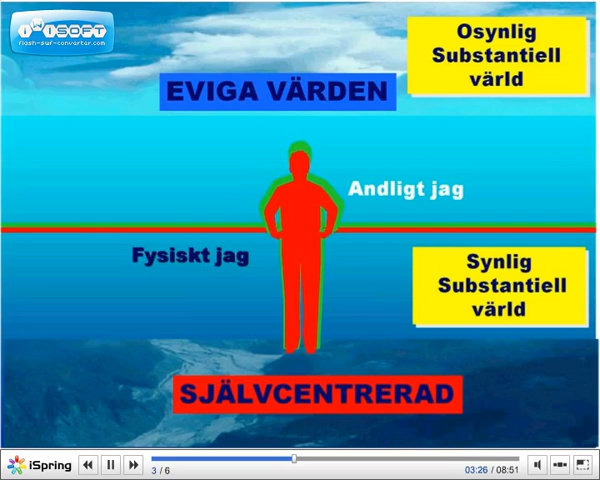 iWiSOFT
flash-swf-converter.com
Osynlig
Substantiell
värld
EVIGA VÄRDEN
Andligt jag
Fysiskt jag
Synlig
Substantiell
värld
SJÄLVCENTRERAD
iSpring
3 / 6
03:26 / 08:51